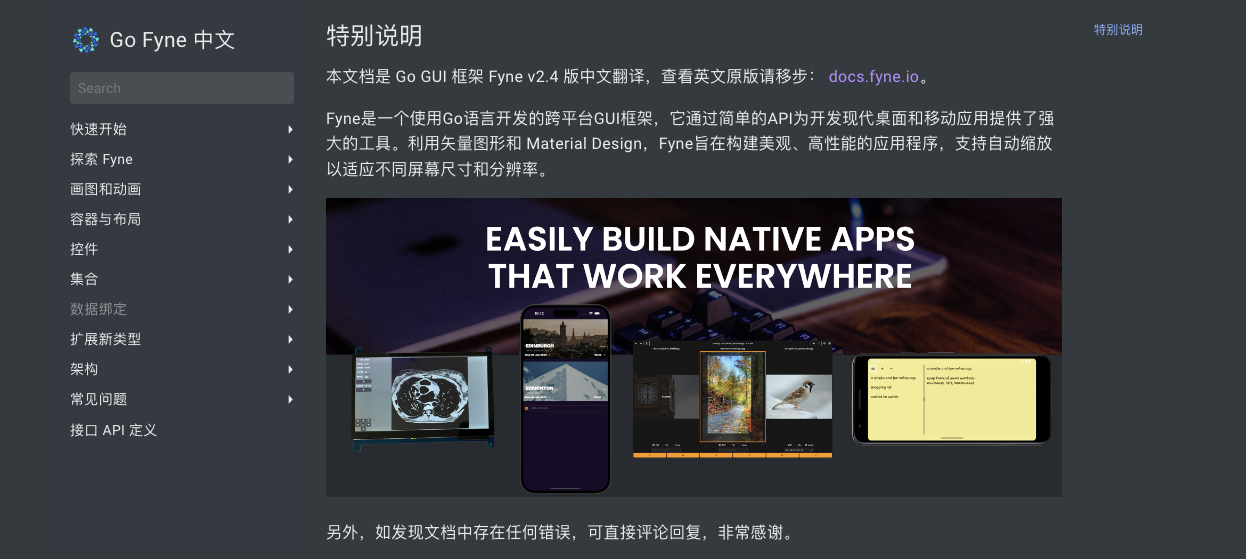 Go Fyne 中文
Search
快速开始
探索 Fyne
画图和动画
容器与布局
控件
集合
数据绑定
扩展新类型
架构
常见问题
接口 API 定义
特别说明
本文档是 Go GUI 框架 Fyne v2.4 版中文翻译，查看英文原版请移步： docs.fyne.io。
Fyne是一个使用Go语言开发的跨平台GUI框架，它通过简单的API为开发现代桌面和移动应用提供了强
大的工具。利用矢量图形和 Material Design，Fyne旨在构建美观、高性能的应用程序，支持自动缩放
以适应不同屏幕尺寸和分辨率。
EASILY BUILD NATIVE APPS
THAT WORK EVERYWHERE
EDINBURGH
EDMONTON
另外，如发现文档中存在任何错误，可直接评论回复，非常感谢。
特别说明